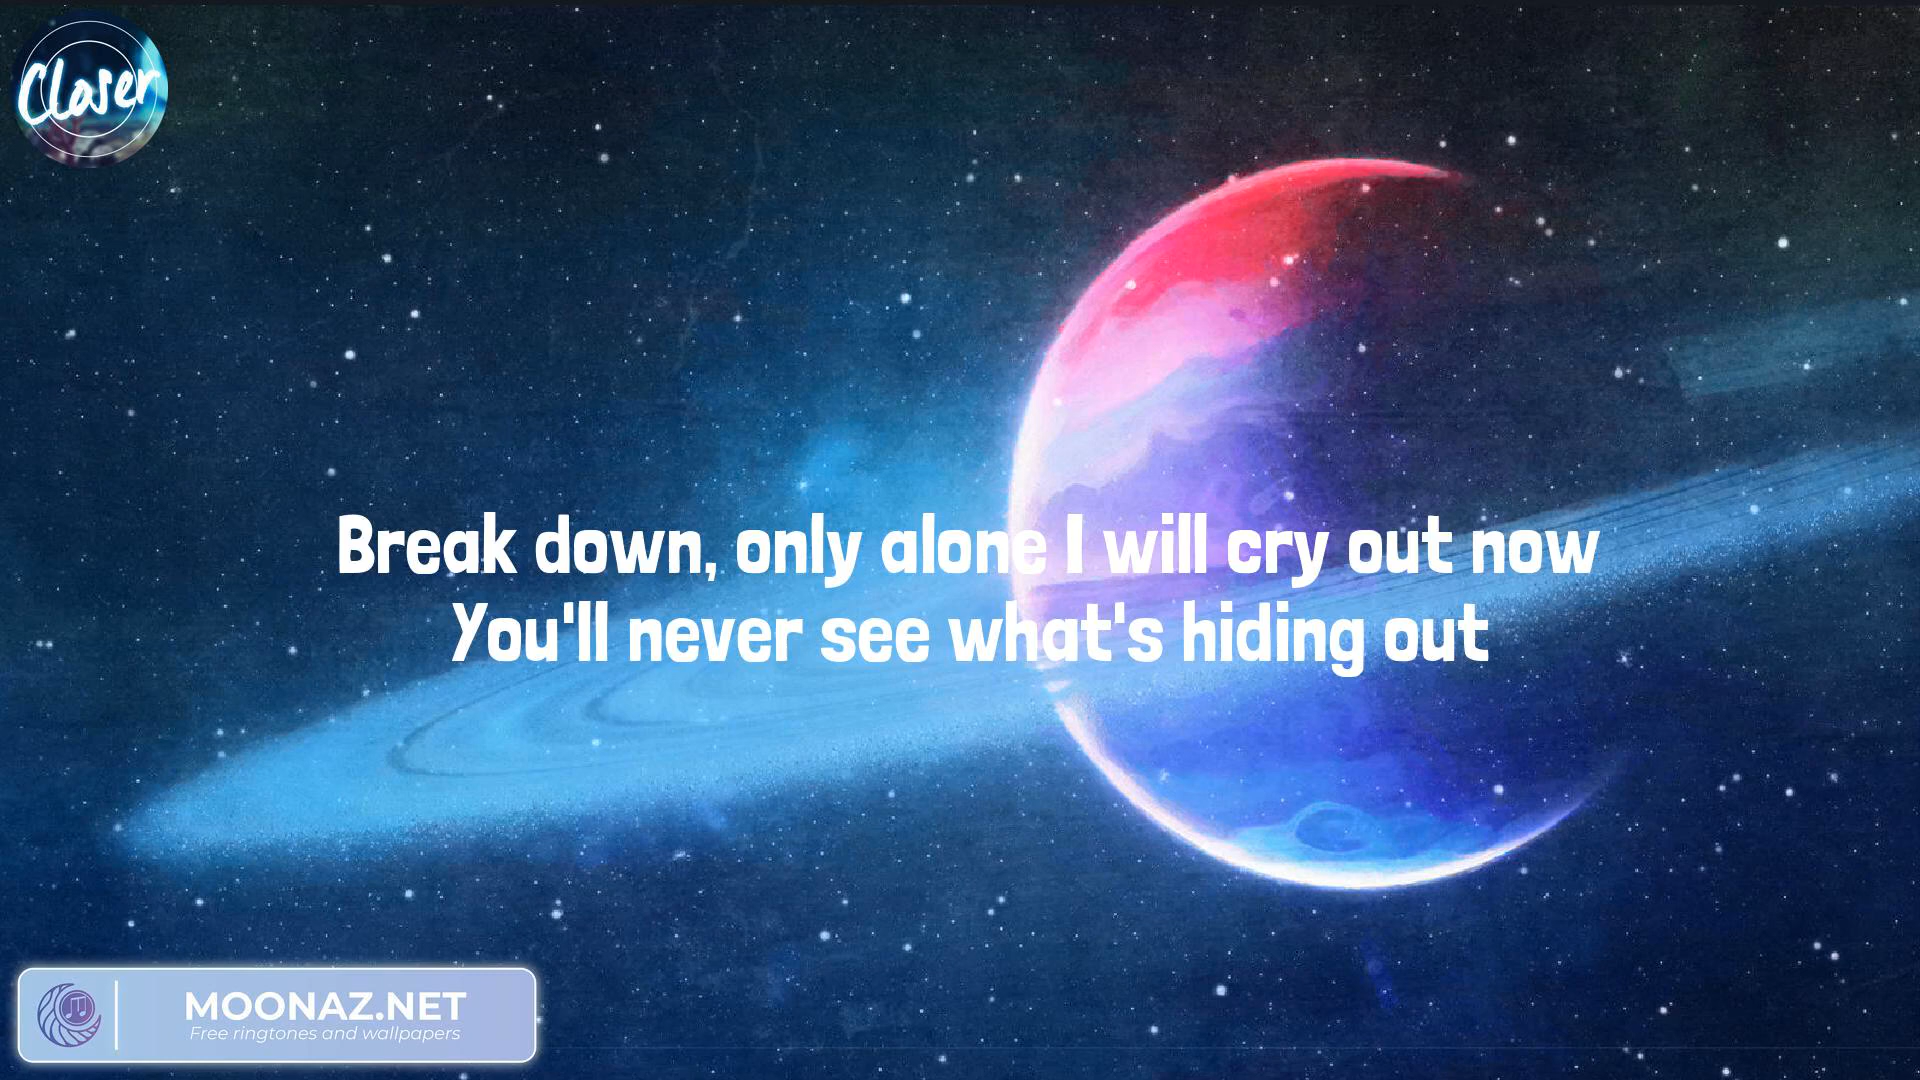 Closer
Break down, only alone I will cry out now
You'll never see what's hiding out
MOONAZ.NET
Free ringtones and wallpapers